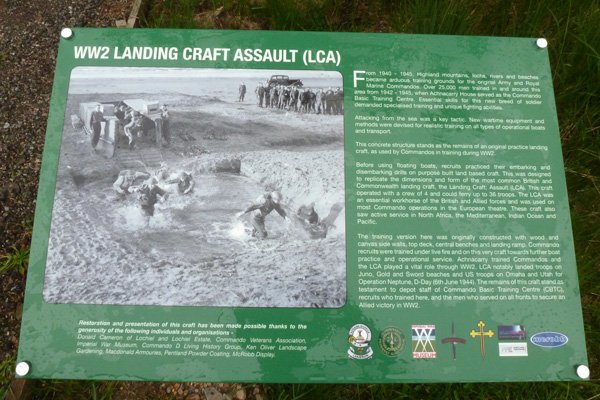 WW2 LANDING CRAFT ASSAULT (LCA)
From 1940 - 1945, Highland mountains, lochs, rivers and beaches
became arduous training grounds for the original Army and Royal
Marine Commandos. Over 25,000 men trained in and around this
area from 1942 - 1945, when Achnacarry House served as the Commando
Basic Training Centre. Essential skills for this new breed of soldier
demanded specialised training and unique fighting abilities.
Attacking from the sea was a key tactic. New wartime equipment and
methods were devised for realistic training on all types of operational boats
and transport.
This concrete structure stands as the remains of an original practice landing
craft, as used by Commandos in training during WW2.
Before using floating boats, recruits practiced their embarking and
disembarking drills on purpose built land based craft. This was designed
to replicate the dimensions and form of the most common British and
Commonwealth landing craft, the Landing Craft: Assault (LCA). This craft
operated with a crew of 4 and could ferry up to 36 troops. The LCA was
an essential workhorse of the British and Allied forces and was used on
most Commando operations in the European theatre. These craft also
saw active service in North Africa, the Mediterranean, Indian Ocean and
Pacific.
The training version here was originally constructed with wood and
canvas side walls, top deck, central benches and landing ramp. Commando
recruits were trained under live fire and on this very craft towards further boat
practice and operational service. Achnacarry trained Commandos and
the LCA played a vital role through WW2. LCA notably landed troops on
Juno, Gold and Sword beaches and US troops on Omaha and Utah for
Operation Neptune, D-Day (6th June 1944). The remains of this craft stand as
testament to depot staff of Commando Basic Training Centre (CBTC),
recruits who trained here, and the men who served on all fronts to secure an
Allied victory in WW2.
Restoration and presentation of this craft has been made possible thanks to the
generosity of the following individuals and organisations -
Donald Cameron of Lochiel and Lochiel Estate, Commando Veterans Association,
Imperial War Museum, Commando D Living History Group, Ken Oliver Landscape
Gardening, Macdonald Armouries, Pentland Powder Coating, McRobb Display.
MUSEUM
mcrobb